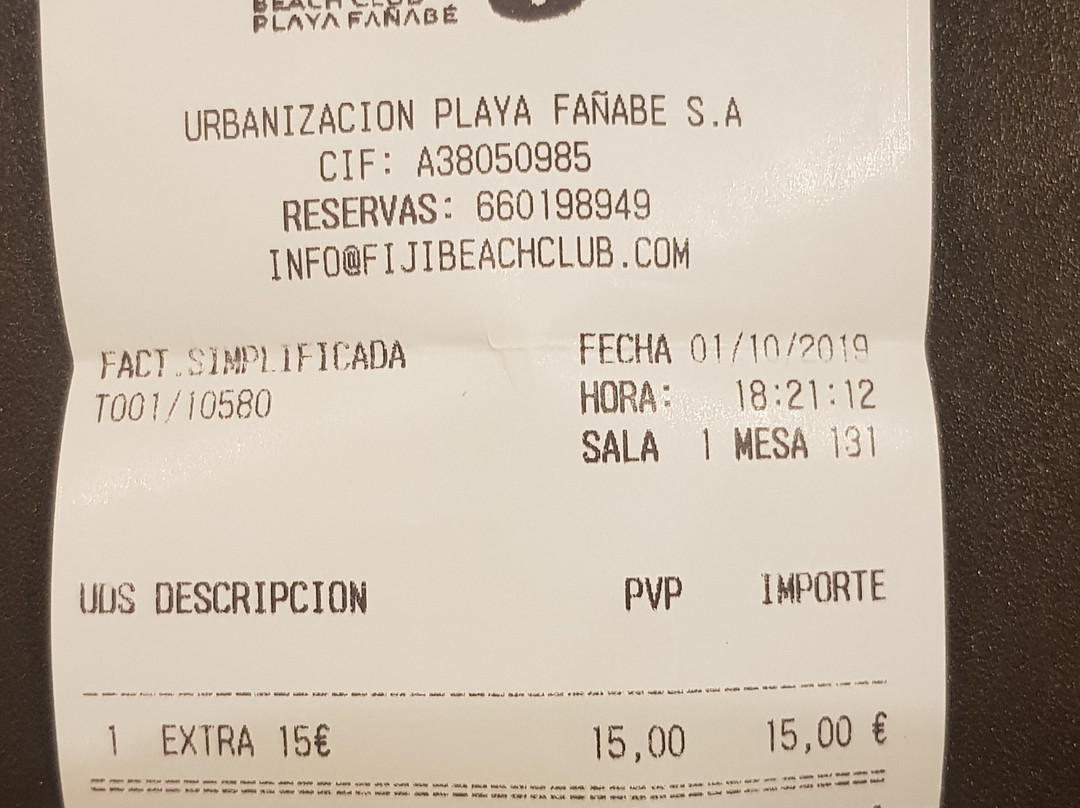 BEACH CLUB
PLAYA FAÑABÉ
URBANIZACION PLAYA FAÑABE S.A
CIF: A38050985
RESERVAS: 660198949
INFO@FIJIBEACHCLUB.COM
FACT.SIMPLIFICADA FECHA 01/10/2019
T001/10580 HORA: 18:21:12
SALA 1 MESA 131
UDS DESCRIPCION PVP IMPORTE
1 EXTRA 15€ 15,00 15,00 €